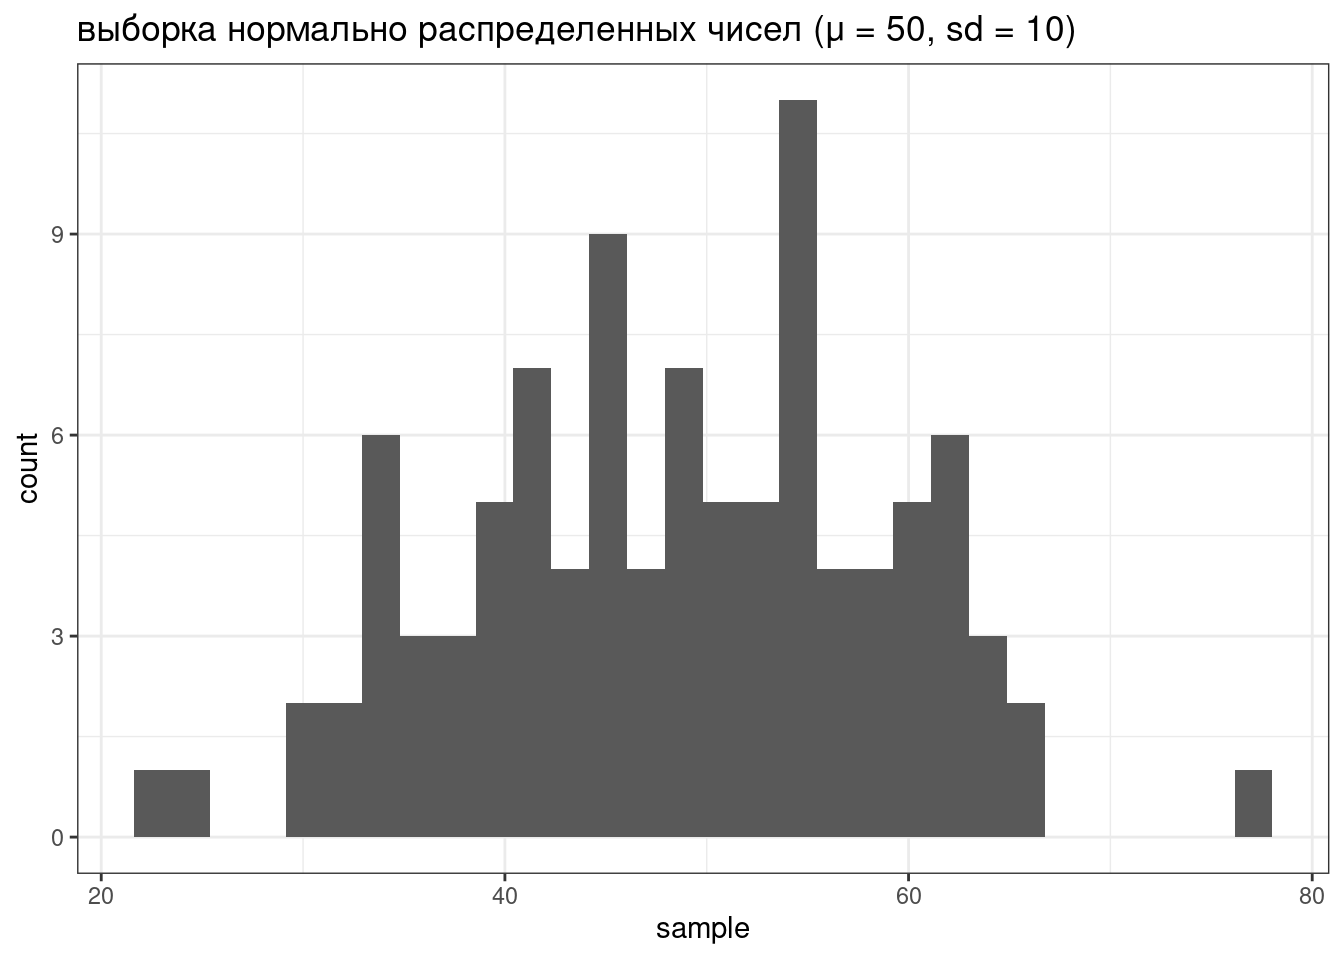 выборка нормально распределенных чисел (μ = 50, sd = 10)
9
6
3
0
count
20 40 60 80
sample